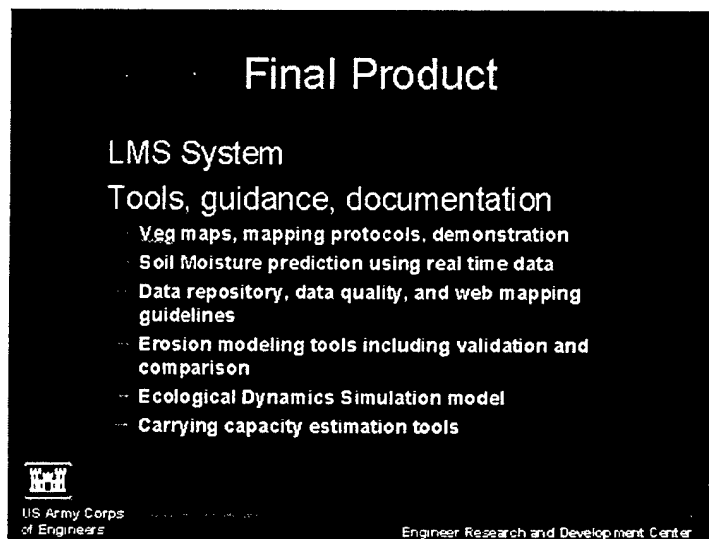 Final Product
LMS System
Tools, guidance, documentation
Veg maps, mapping protocols, demonstration
Soil Moisture prediction using real time data
Data repository, data quality, and web mapping
guidelines
Erosion modeling tools including validation and
comparison
Ecological Dynamics Simulation model
Carrying capacity estimation tools
US Army Corps
of Engineers
Engineer Research and Development Center